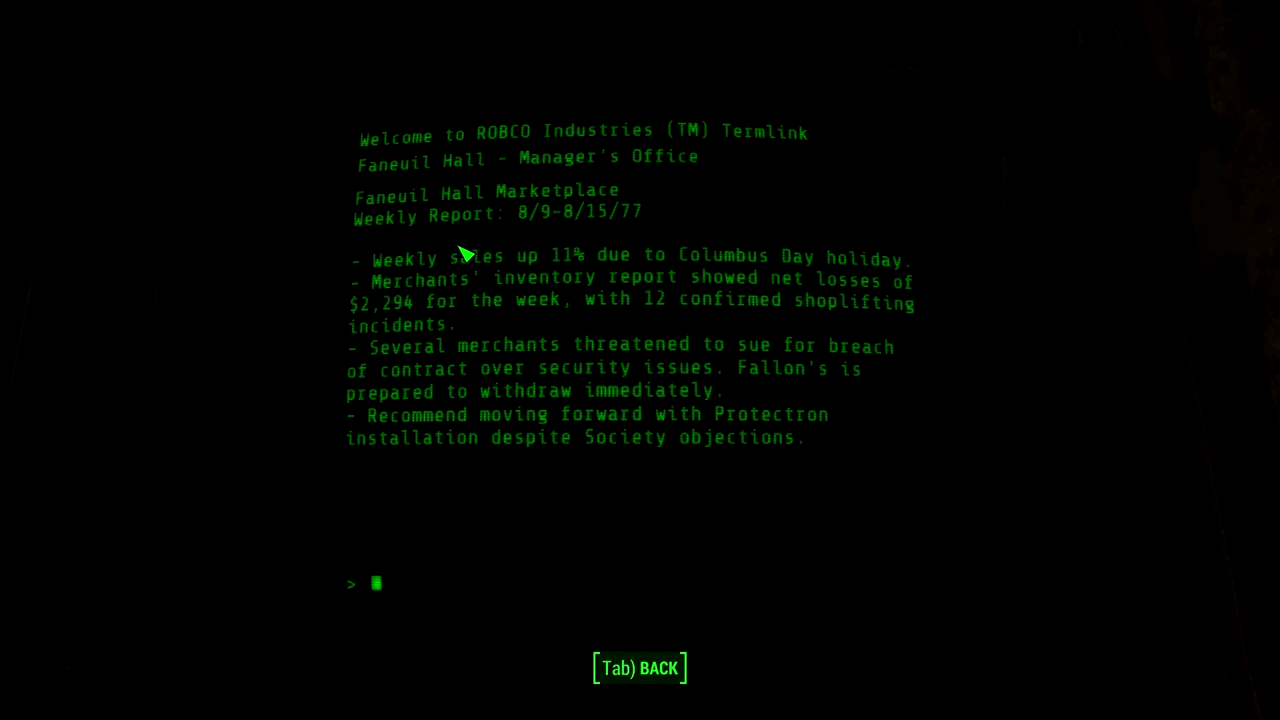 Welcome to ROBCO Industries (TM) Termlink
Faneuil Hall - Manager's Office
Faneuil Hall Marketplace
Weekly Report: 8/9-8/15/77
- Weekly sales up 11% due to Columbus Day holiday.
- Merchants' inventory report showed net losses of
$2,294 for the week, with 12 confirmed shoplifting
incidents.
- Several merchants threatened to sue for breach
of contract over security issues. Fallon's is
prepared to withdraw immediately.
- Recommend moving forward with Protectron
installation despite Society objections.
>
Tab) BACK